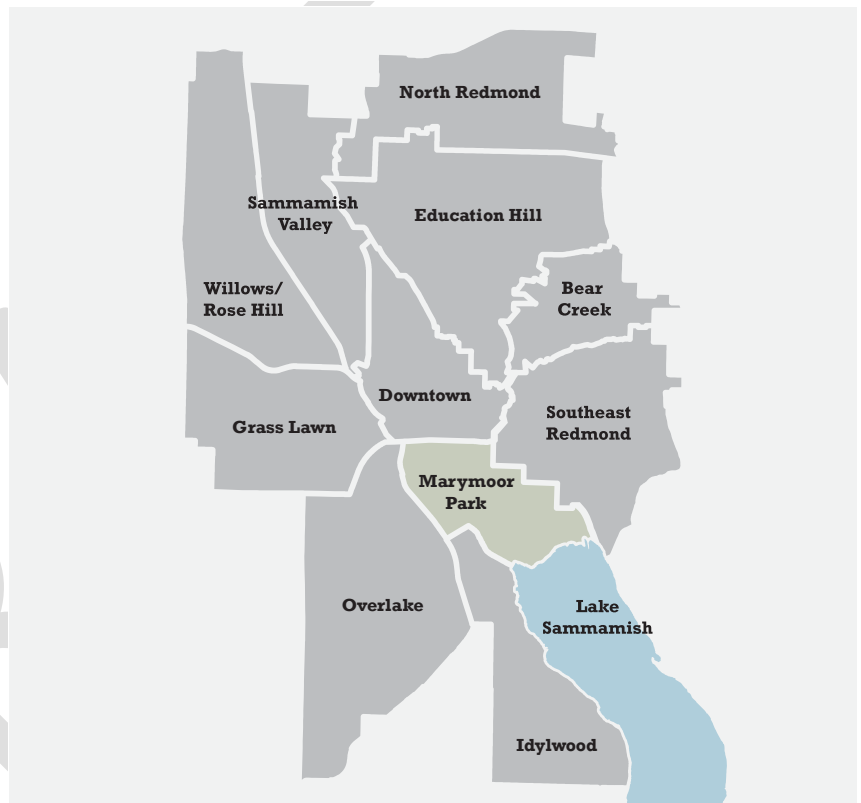 North Redmond
Sammamish
Valley
Education Hill
Willows/
Rose Hill
Bear
Creek
Downtown
Grass Lawn
Southeast
Redmond
Marymoor
Park
Overlake
Lake
Sammamish
Idylwood